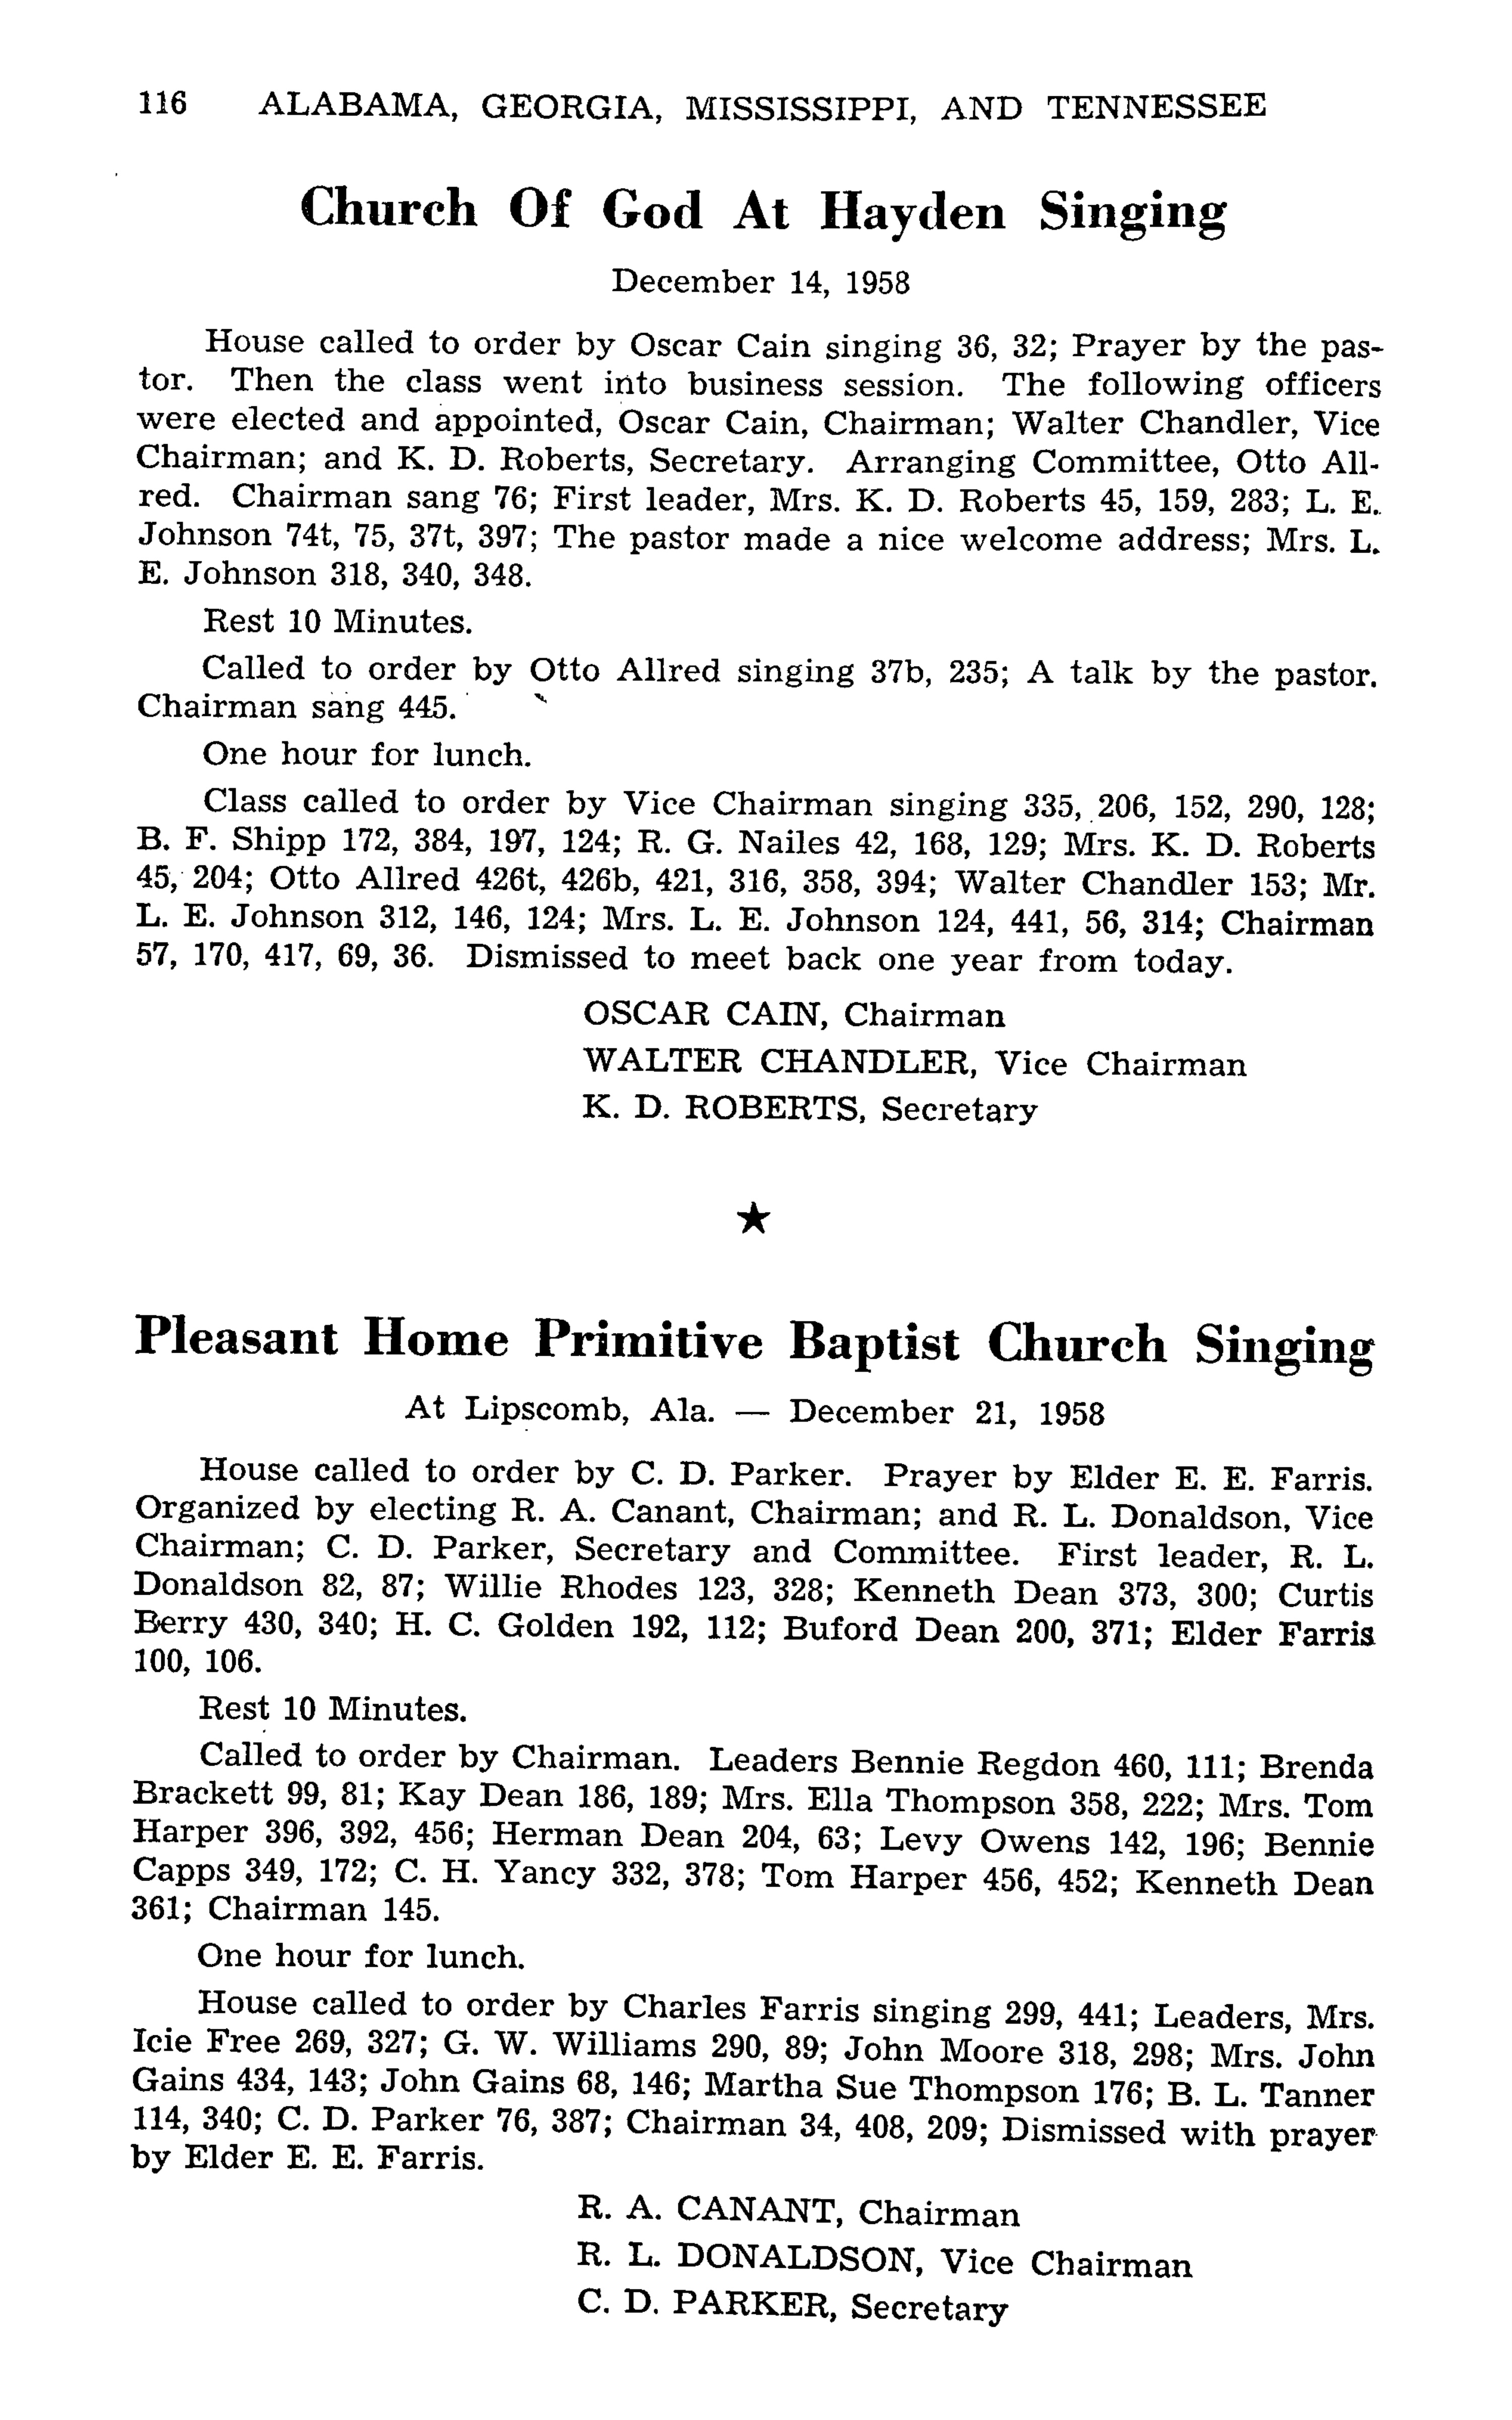 116 ALABAMA, GEORGIA, MISSISSIPPI, AND TENNESSEE
Church Of God At Hayden Singing
December 14, 1958
House called to order by Oscar Cain singing 36, 32; Prayer by the pas-
tor. Then the class went into business session. The following officers
were elected and appointed, Oscar Cain, Chairman; Walter Chandler, Vice
Chairman; and K. D. Roberts, Secretary. Arranging Committee, Otto All-
red. Chairman sang 76; First leader, Mrs. K. D. Roberts 45, 159, 283; L. E.
Johnson 74t, 75, 37t, 397; The pastor made a nice welcome address; Mrs. L.
E. Johnson 318, 340, 348.
Rest 10 Minutes.
Called to order by Otto Allred singing 37b, 235; A talk by the pastor.
Chairman sang 445.
One hour for lunch.
Class called to order by Vice Chairman singing 335, 206, 152, 290, 128;
B. F. Shipp 172, 384, 197, 124; R. G. Nailes 42, 168, 129; Mrs. K. D. Roberts
45, 204; Otto Allred 426t, 426b, 421, 316, 358, 394; Walter Chandler 153; Mr.
L. E. Johnson 312, 146, 124; Mrs. L. E. Johnson 124, 441, 56, 314; Chairman
57, 170, 417, 69, 36. Dismissed to meet back one year from today.
OSCAR CAIN, Chairman
WALTER CHANDLER, Vice Chairman
K. D. ROBERTS, Secretary
★
Pleasant Home Primitive Baptist Church Singing
At Lipscomb, Ala. — December 21, 1958
House called to order by C. D. Parker. Prayer by Elder E. E. Farris.
Organized by electing R. A. Canant, Chairman; and R. L. Donaldson, Vice
Chairman; C. D. Parker, Secretary and Committee. First leader, R. L.
Donaldson 82, 87; Willie Rhodes 123, 328; Kenneth Dean 373, 300; Curtis
Berry 430, 340; H. C. Golden 192, 112; Buford Dean 200, 371; Elder Farris
100, 106.
Rest 10 Minutes.
Called to order by Chairman. Leaders Bennie Regdon 460, 111; Brenda
Brackett 99, 81; Kay Dean 186, 189; Mrs. Ella Thompson 358, 222; Mrs. Tom
Harper 396, 392, 456; Herman Dean 204, 63; Levy Owens 142, 196; Bennie
Capps 349, 172; C. H. Yancy 332, 378; Tom Harper 456, 452; Kenneth Dean
361; Chairman 145.
One hour for lunch.
House called to order by Charles Farris singing 299, 441; Leaders, Mrs.
Icie Free 269, 327; G. W. Williams 290, 89; John Moore 318, 298; Mrs. John
Gains 434, 143; John Gains 68, 146; Martha Sue Thompson 176; B. L. Tanner
114, 340; C. D. Parker 76, 387; Chairman 34, 408, 209; Dismissed with prayer
by Elder E. E. Farris.
R. A. CANANT, Chairman
R. L. DONALDSON, Vice Chairman
C. D. PARKER, Secretary